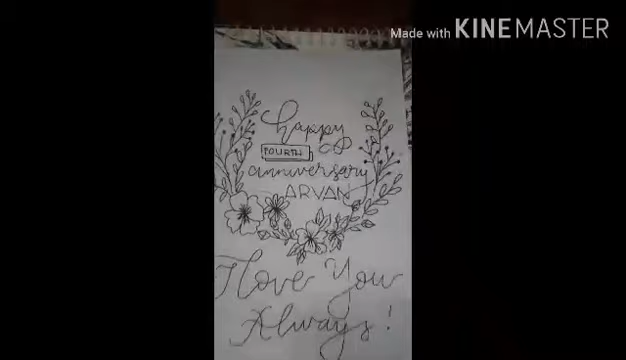 Made with KINEMASTER
happy
FOURTH
anniversary
ARVAN
I love You
Always!